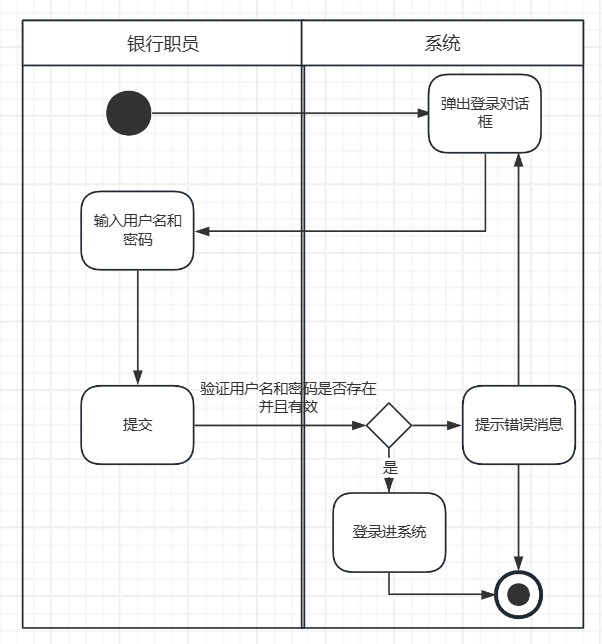 银行职员
系统
弹出登录对话
框
输入用户名和
密码
验证用户名和密码是否存在
并且有效
提交
提示错误消息
是
登录进系统